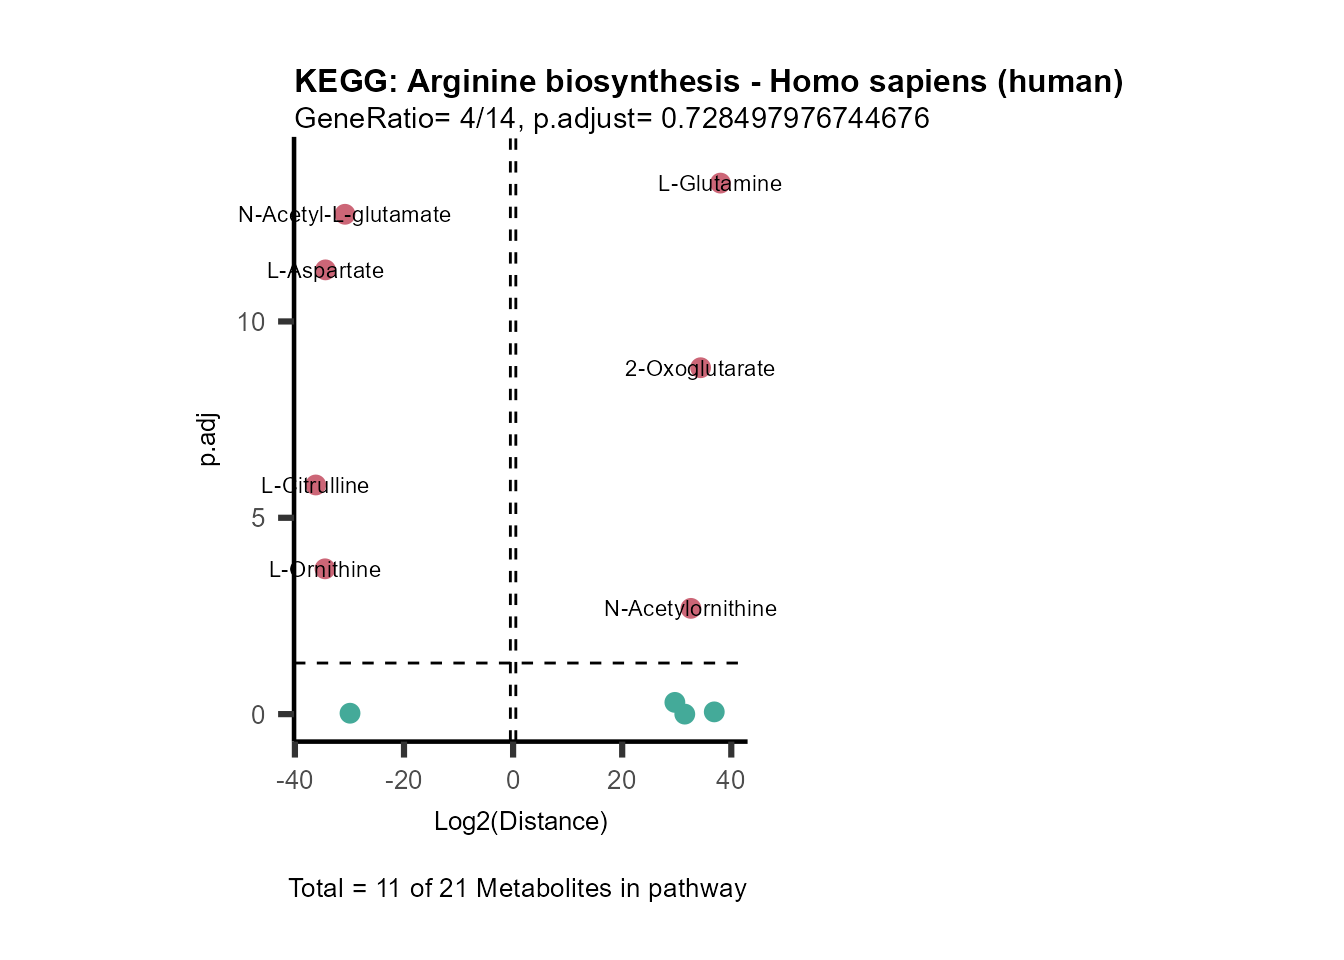 KEGG: Arginine biosynthesis - Homo sapiens (human)
GeneRatio= 4/14, p.adjust= 0.728497976744676
L-Glutamine
N-Acetyl-L-glutamate
L-Aspartate
10
2-Oxoglutarate
p.adj
L-Citrulline
5
L-Ornithine
N-Acetylornithine
0
-40 -20 0 20 40
Log2(Distance)
Total = 11 of 21 Metabolites in pathway